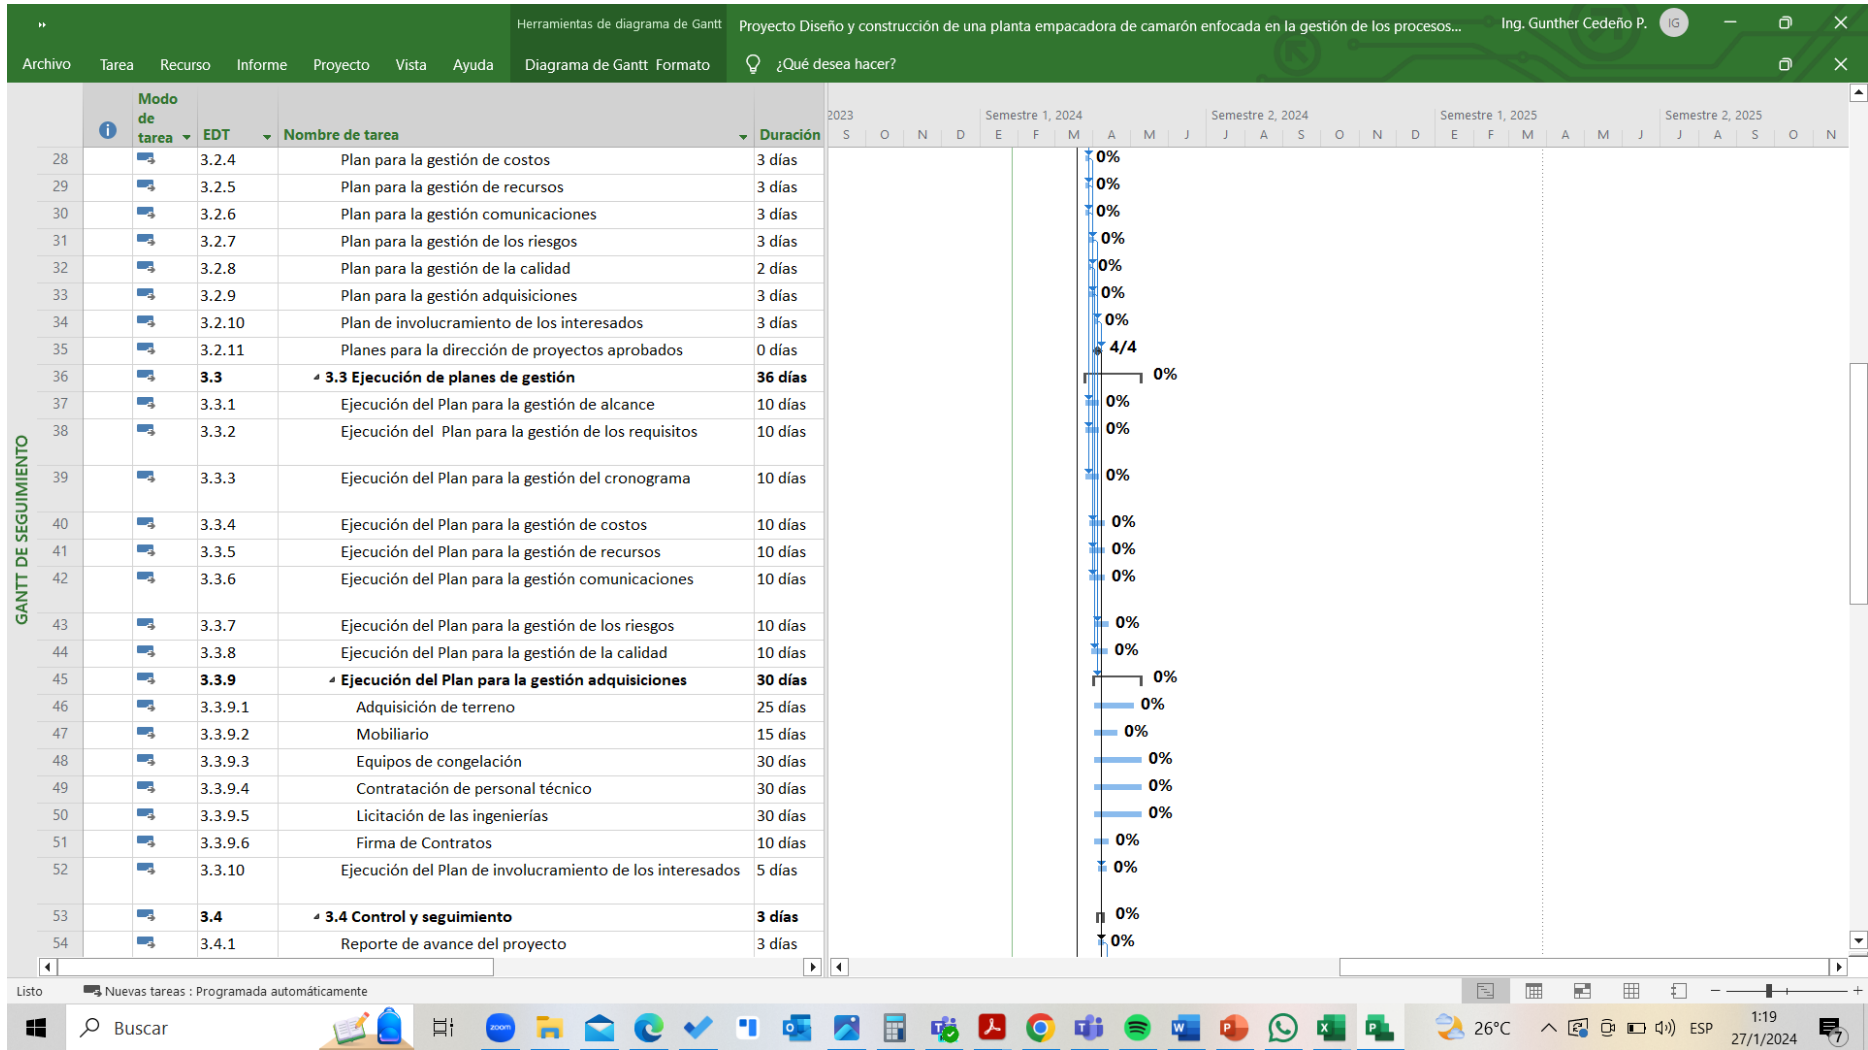 Herramientas de diagrama de Gantt
Proyecto Diseño y construcción de una planta empacadora de camarón enfocada en la gestión de los procesos...
Ing. Gunther Cedeño P.
IG
Archivo Tarea Recurso Informe Proyecto Vista Ayuda Diagrama de Gantt Formato ¿Qué desea hacer?
Modo de tarea EDT Nombre de tarea Duración
2023 Semestre 1, 2024 Semestre 2, 2024 Semestre 1, 2025 Semestre 2, 2025
S O N D E F M A M J J A S O N D E F M A M J J A S O N
GANTT DE SEGUIMIENTO
28 3.2.4 Plan para la gestión de costos 3 días 0%
29 3.2.5 Plan para la gestión de recursos 3 días 0%
30 3.2.6 Plan para la gestión comunicaciones 3 días 0%
31 3.2.7 Plan para la gestión de los riesgos 3 días 0%
32 3.2.8 Plan para la gestión de la calidad 2 días 0%
33 3.2.9 Plan para la gestión adquisiciones 3 días 0%
34 3.2.10 Plan de involucramiento de los interesados 3 días 0%
35 3.2.11 Planes para la dirección de proyectos aprobados 0 días 4/4
36 3.3 3.3 Ejecución de planes de gestión 36 días 0%
37 3.3.1 Ejecución del Plan para la gestión de alcance 10 días 0%
38 3.3.2 Ejecución del Plan para la gestión de los requisitos 10 días 0%
39 3.3.3 Ejecución del Plan para la gestión del cronograma 10 días 0%
40 3.3.4 Ejecución del Plan para la gestión de costos 10 días 0%
41 3.3.5 Ejecución del Plan para la gestión de recursos 10 días 0%
42 3.3.6 Ejecución del Plan para la gestión comunicaciones 10 días 0%
43 3.3.7 Ejecución del Plan para la gestión de los riesgos 10 días 0%
44 3.3.8 Ejecución del Plan para la gestión de la calidad 10 días 0%
45 3.3.9 Ejecución del Plan para la gestión adquisiciones 30 días 0%
46 3.3.9.1 Adquisición de terreno 25 días 0%
47 3.3.9.2 Mobiliario 15 días 0%
48 3.3.9.3 Equipos de congelación 30 días 0%
49 3.3.9.4 Contratación de personal técnico 30 días 0%
50 3.3.9.5 Licitación de las ingenierías 30 días 0%
51 3.3.9.6 Firma de Contratos 10 días 0%
52 3.3.10 Ejecución del Plan de involucramiento de los interesados 5 días 0%
53 3.4 3.4 Control y seguimiento 3 días 0%
54 3.4.1 Reporte de avance del proyecto 3 días 0%
Listo Nuevas tareas : Programada automáticamente
Buscar
zoom
26°C
ESP
1:19
27/1/2024
7